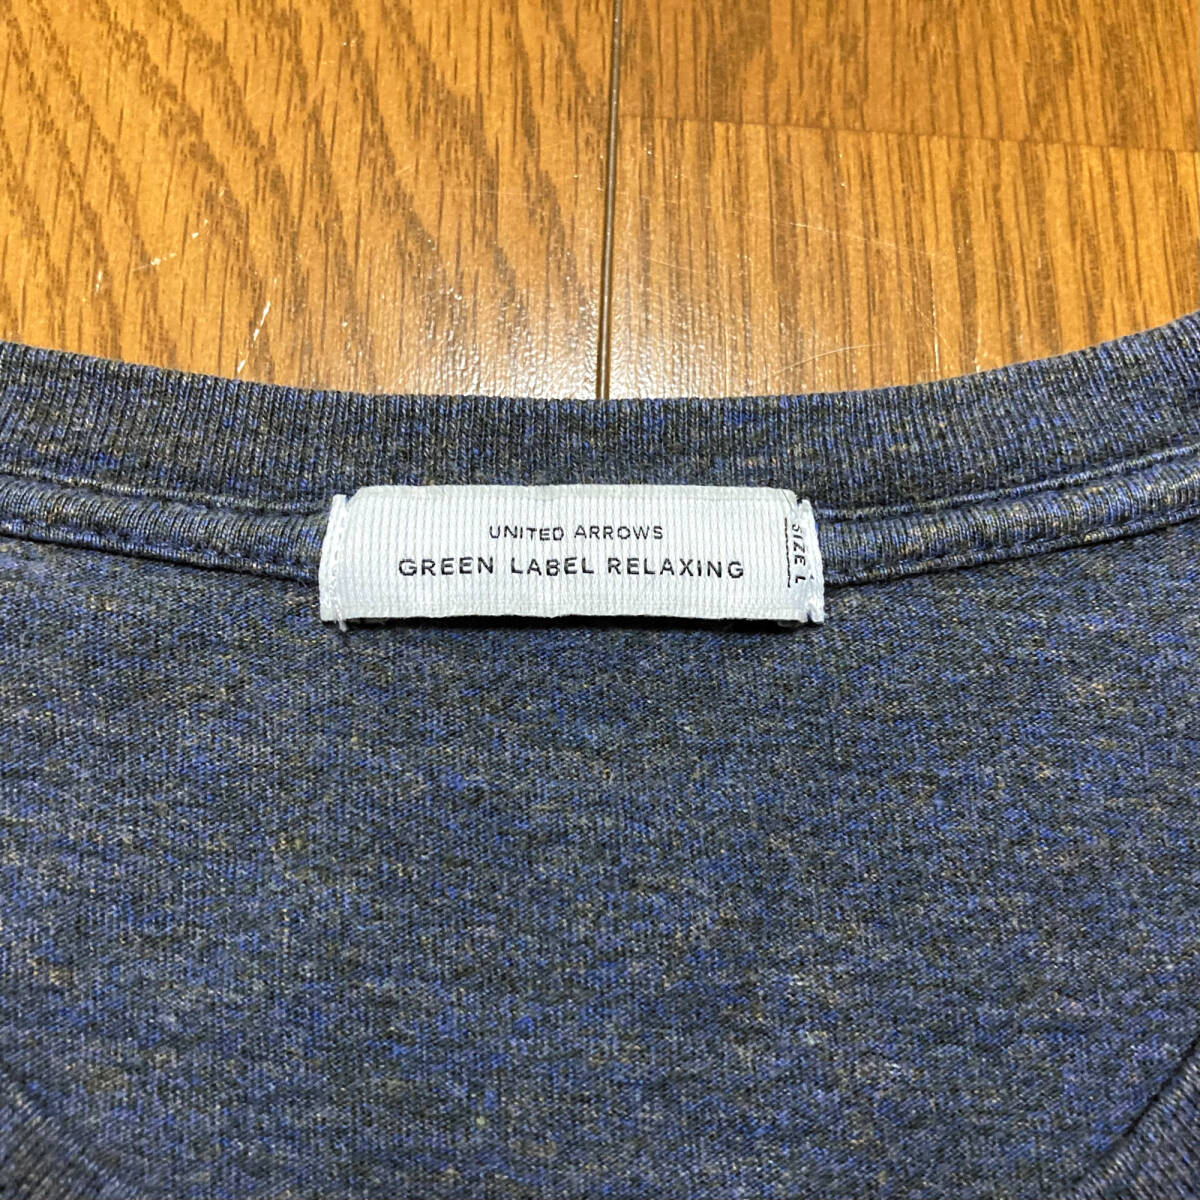 UNITED ARROWS
GREEN LABEL RELAXING
SIZE L